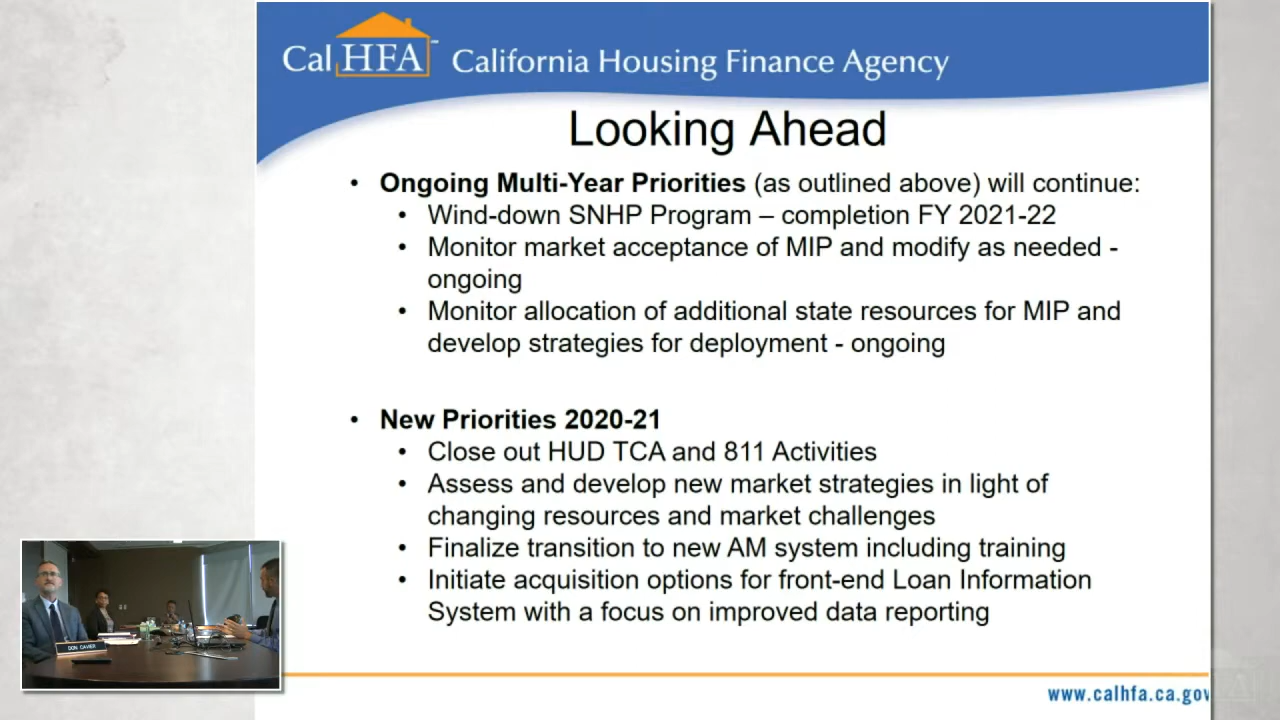 Cal HFA™ California Housing Finance Agency
Looking Ahead
• Ongoing Multi-Year Priorities (as outlined above) will continue:
• Wind-down SNHP Program – completion FY 2021-22
• Monitor market acceptance of MIP and modify as needed -
ongoing
• Monitor allocation of additional state resources for MIP and
develop strategies for deployment - ongoing
• New Priorities 2020-21
• Close out HUD TCA and 811 Activities
• Assess and develop new market strategies in light of
changing resources and market challenges
• Finalize transition to new AM system including training
• Initiate acquisition options for front-end Loan Information
System with a focus on improved data reporting
DON CAVIER
www.calhfa.ca.gov